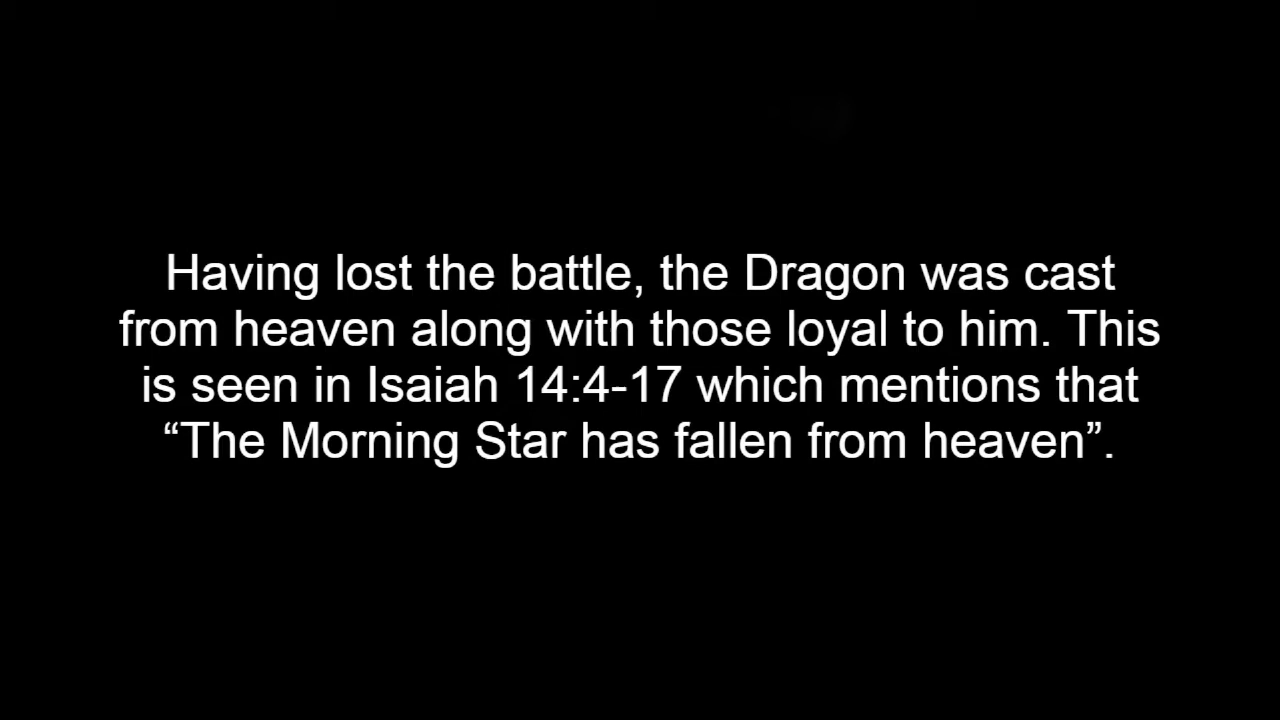 Having lost the battle, the Dragon was cast
from heaven along with those loyal to him. This
is seen in Isaiah 14:4-17 which mentions that
“The Morning Star has fallen from heaven”.